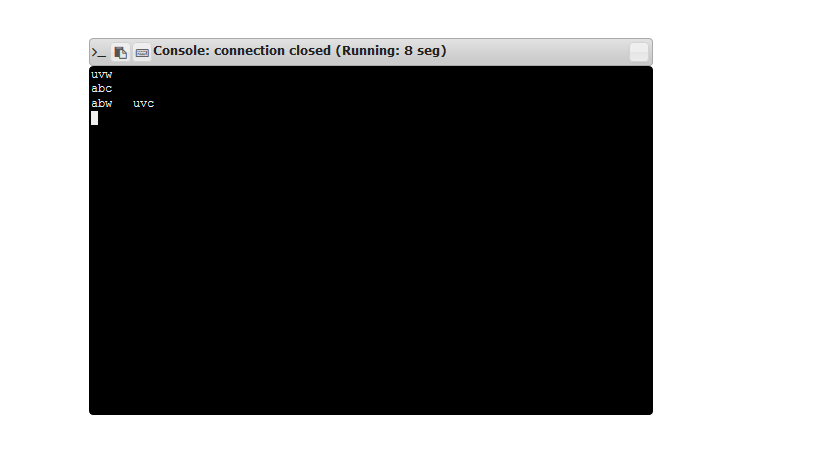 >_ Console: connection closed (Running: 8 seg)
uvw
abc
abw   uvc